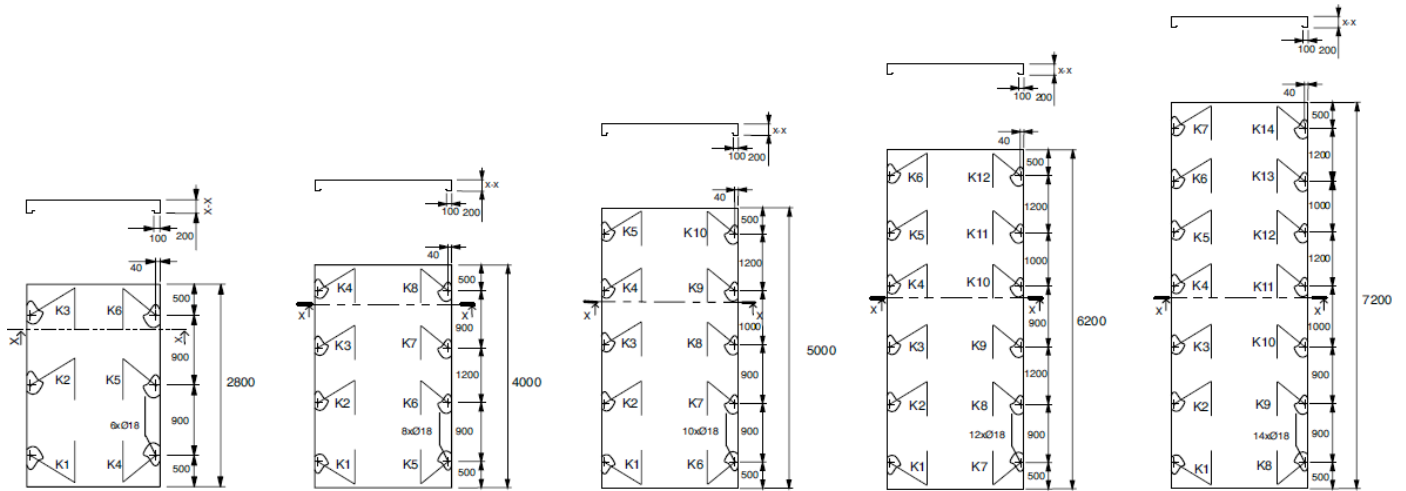 X-X
100 200
40
K3 K6
500
X X
900
K2 K5
2800
6xØ18
900
K1 K4
500
X-X
100 200
40
K4 K8
500
X X
900
K3 K7
1200
4000
K2 K6
8xØ18
900
K1 K5
500
X-X
100 200
40
K5 K10
500
1200
K4 K9
X X
1000
K3 K8
5000
900
K2 K7
10xØ18
900
K1 K6
500
X-X
100 200
40
K6 K12
500
1200
K5 K11
1000
K4 K10
X X
6200
900
K3 K9
1200
K2 K8
12xØ18
900
K1 K7
500
X-X
100 200
40
K7 K14
500
1200
K6 K13
1000
K5 K12
1200
K4 K11
7200
X X
1000
K3 K10
900
K2 K9
14xØ18
900
K1 K8
500